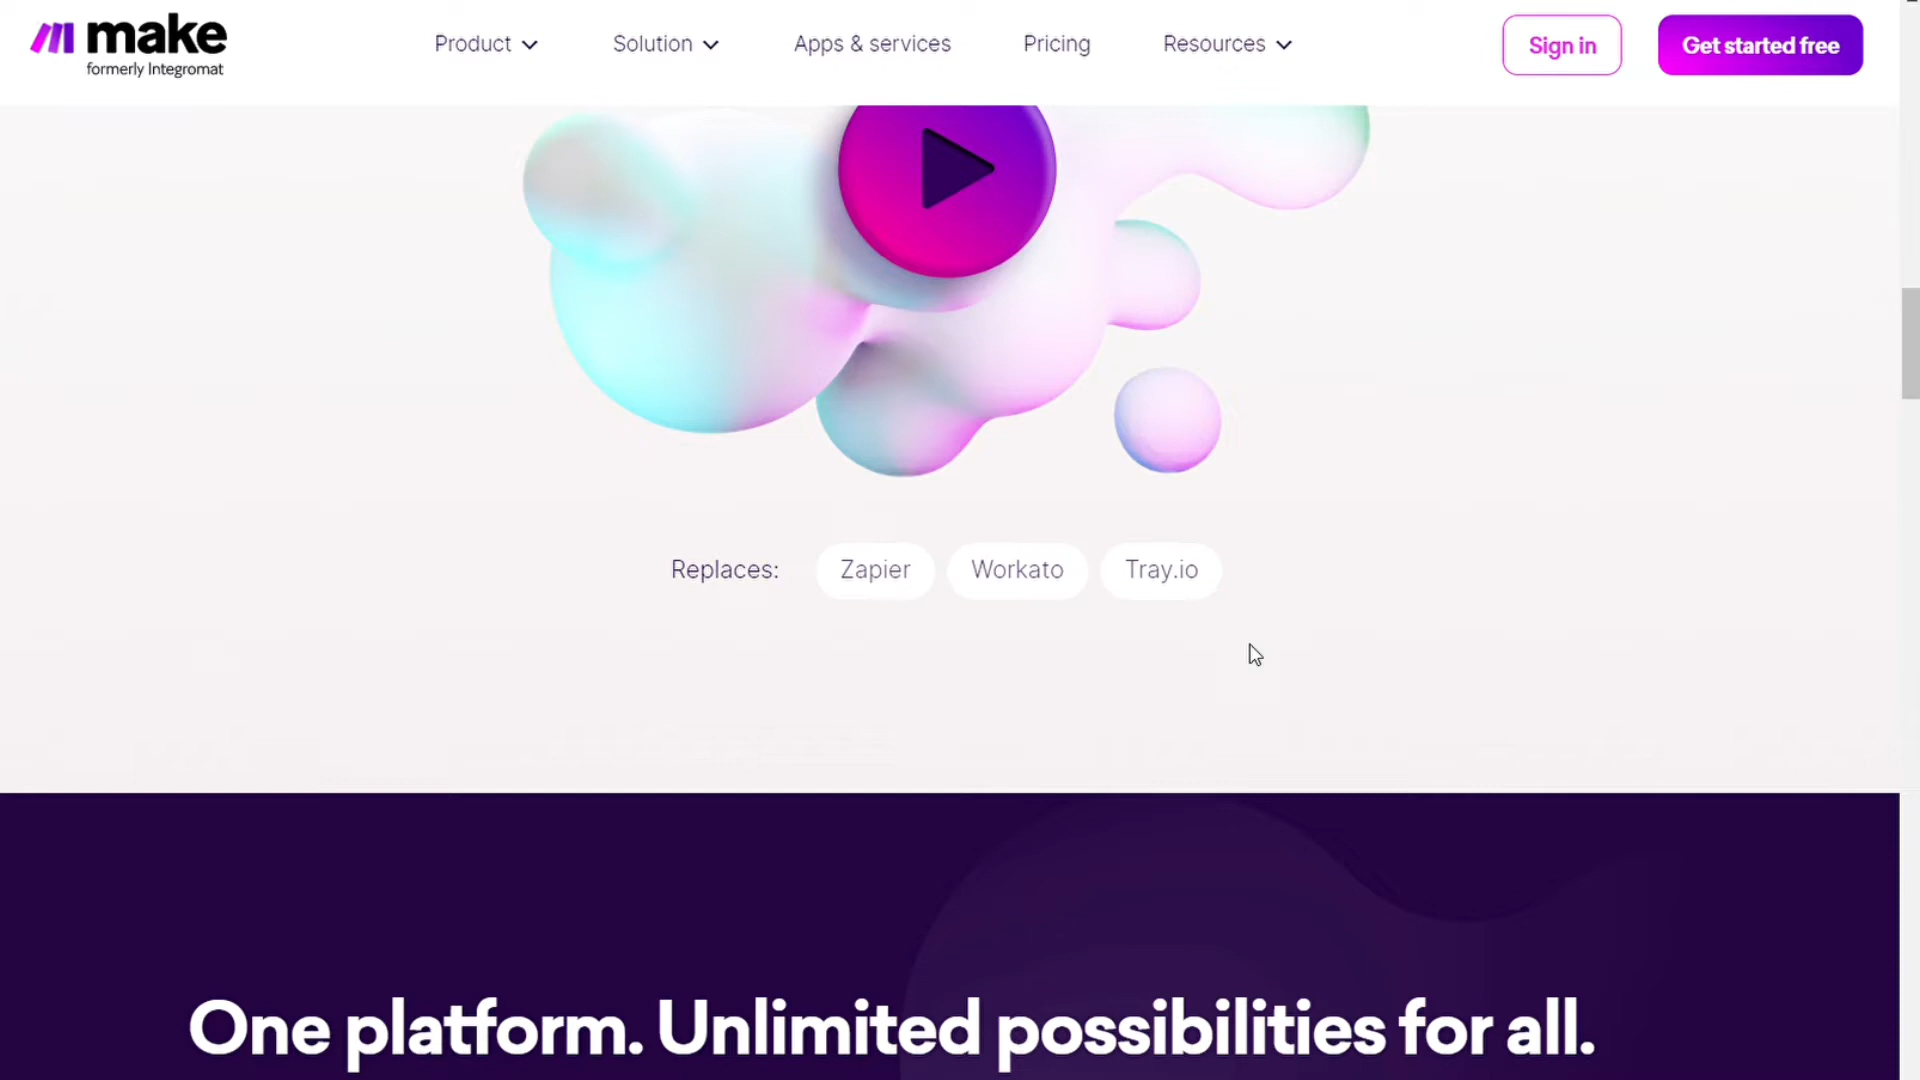 make
formerly Integromat
Product
Solution
Apps & services
Pricing
Resources
Sign in
Get started free
Replaces:
Zapier
Workato
Tray.io
One platform. Unlimited possibilities for all.